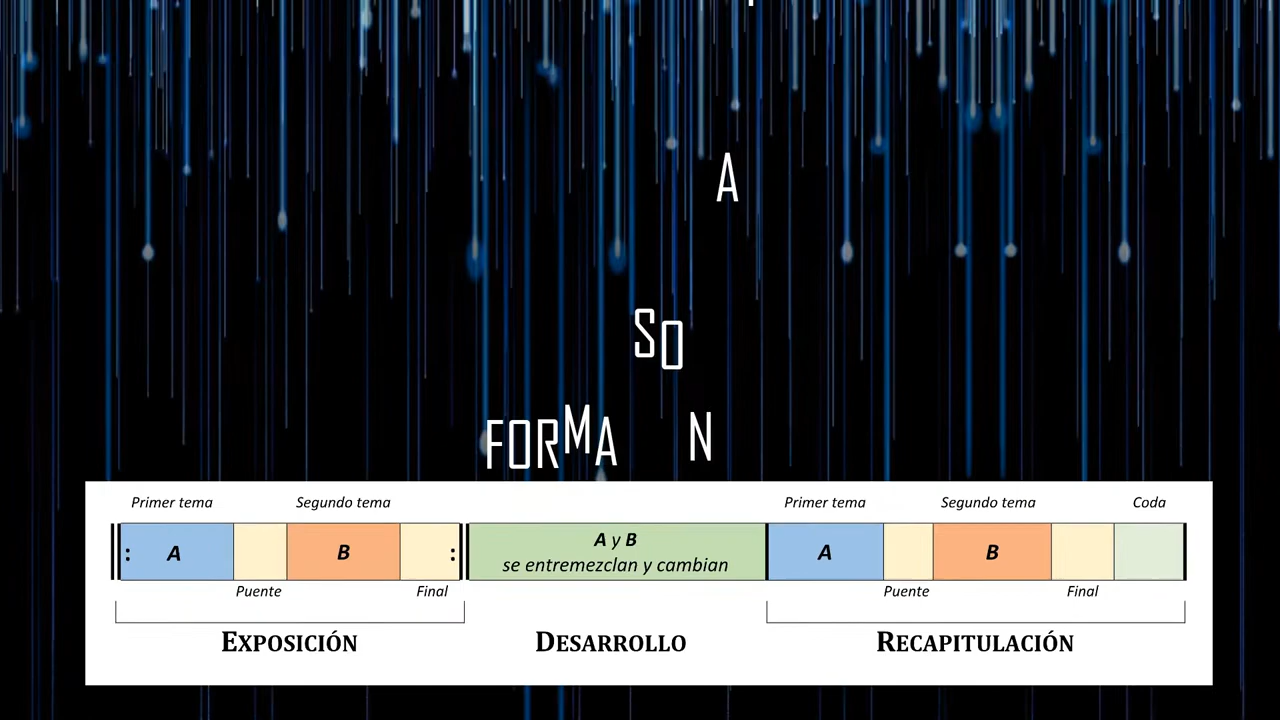 A
SO
FORMA N
Primer tema Segundo tema Primer tema Segundo tema Coda
: A B : A y B A B
se entremezclan y cambian
Puente Final Puente Final
EXPOSICIÓN DESARROLLO RECAPITULACIÓN